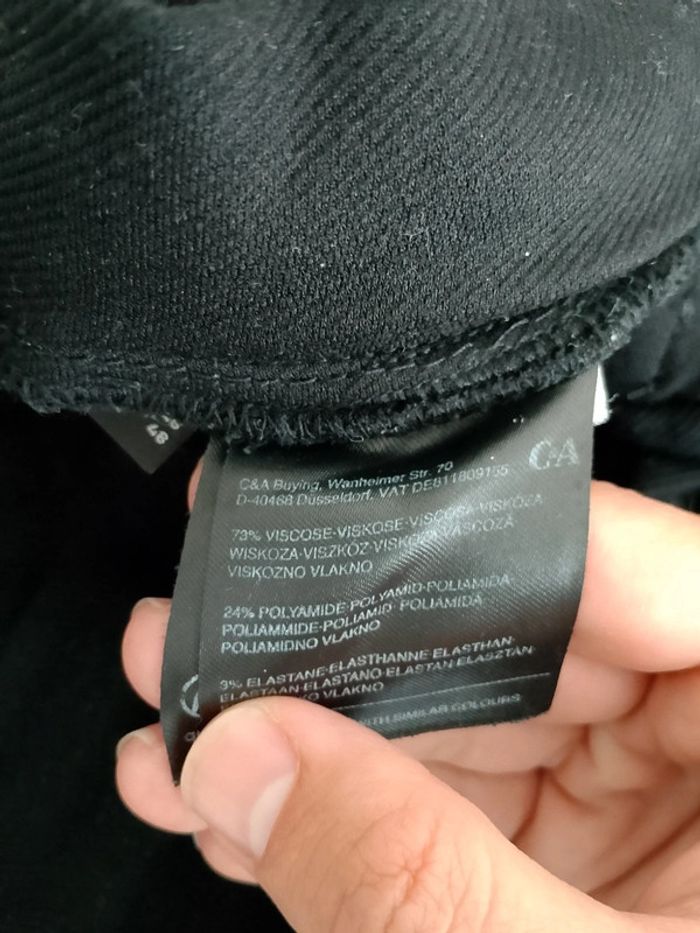 C&A
C&A Buying, Wanheimer Str. 70
D-40468 Düsseldorf, VAT DE811809155
73% VISCOSE·VISKOSE·VISCOSA·VISKÓZA
WISKOZA·VISZKÓZ·VISKOZA·VÂSCOZĂ
VISKOZNO VLAKNO
24% POLYAMIDE·POLYAMID·POLIAMIDA
POLIAMMIDE·POLIAMID· POLIAMIDĂ
POLIAMIDNO VLAKNO
3% ELASTANE·ELASTHANNE·ELASTHAN·
ELASTAAN·ELASTANO·ELASTAN·ELASZTÁN·
VLAKNO
WITH SIMILAR COLOURS